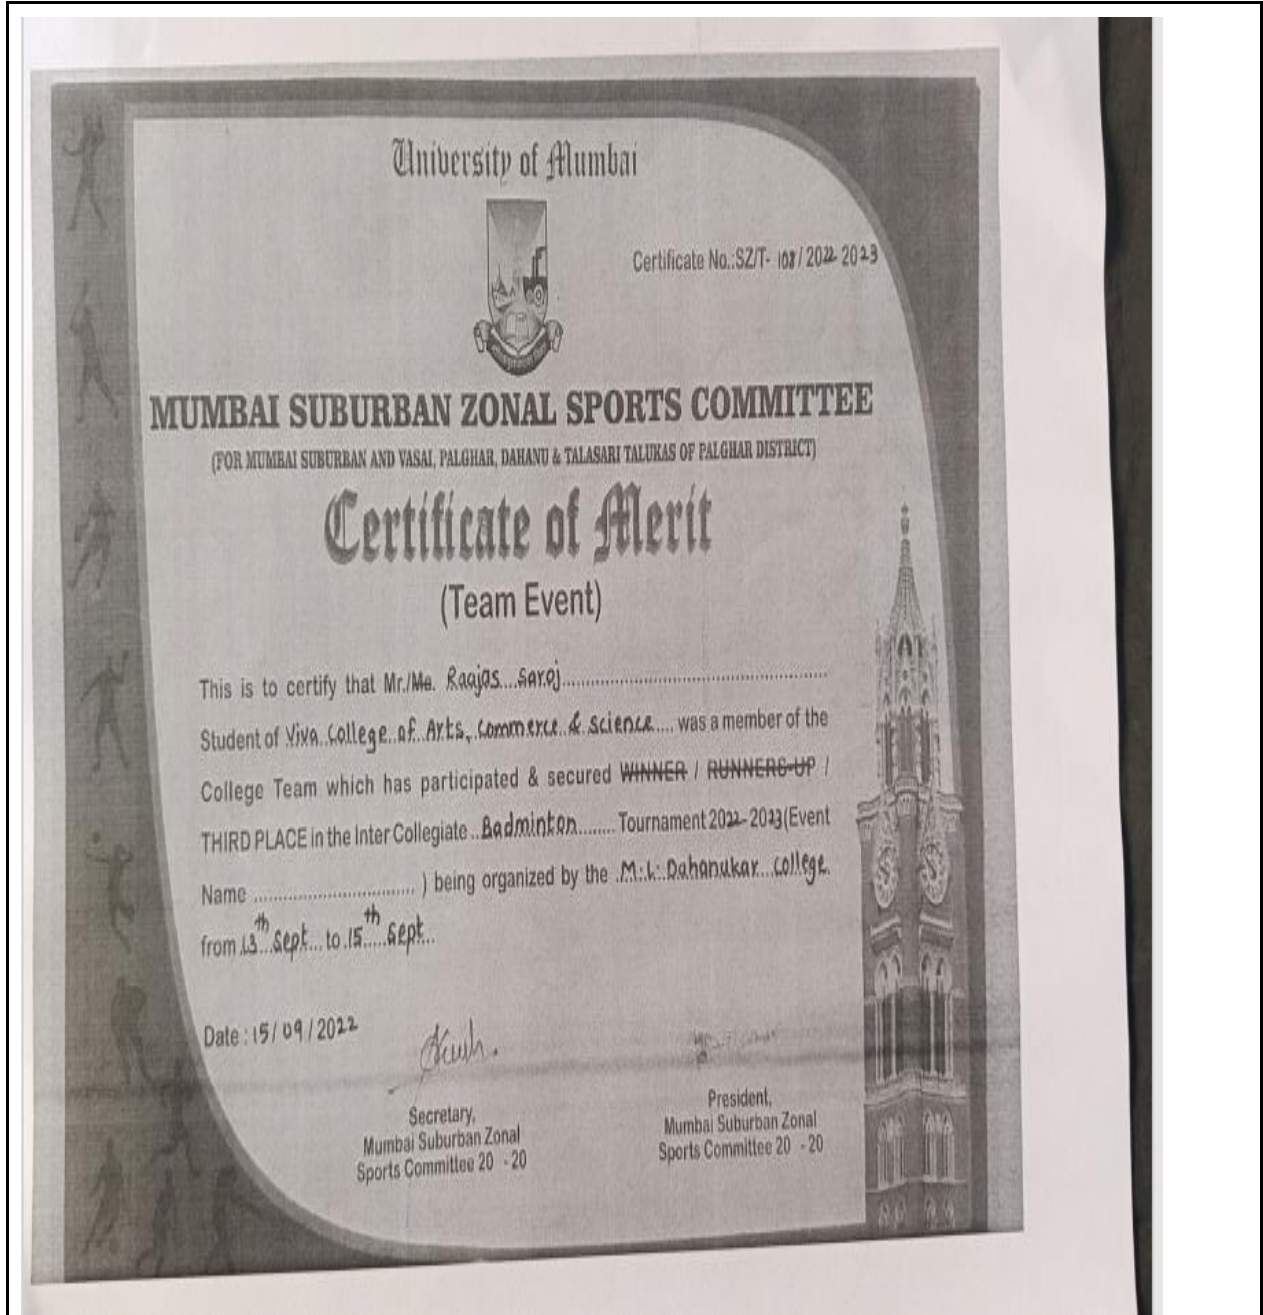 University of Mumbai
Certificate No.:SZ/T- 108 / 2022 2023
MUMBAI SUBURBAN ZONAL SPORTS COMMITTEE
(FOR MUMBAI SUBURBAN AND VASAI, PALGHAR, DAHANU & TALASARI TALUKAS OF PALGHAR DISTRICT)
Certificate of Merit
(Team Event)
This is to certify that Mr./Ms. Raajas saroj
Student of Viva College of Arts, Commerce & science was a member of the
College Team which has participated & secured WINNER / RUNNERS-UP /
THIRD PLACE in the Inter Collegiate Badminton Tournament 2022-2023(Event
Name .............................. ) being organized by the M.L. Dahanukar college
from 13th Sept to 15th Sept
Date : 15/09/2022
Secretary,
Mumbai Suburban Zonal
Sports Committee 20 - 20
President,
Mumbai Suburban Zonal
Sports Committee 20 - 20